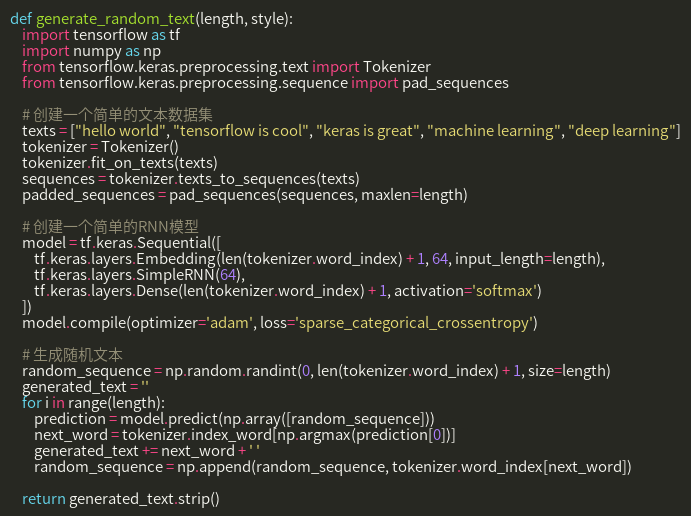 def generate_random_text(length, style):
    import tensorflow as tf
    import numpy as np
    from tensorflow.keras.preprocessing.text import Tokenizer
    from tensorflow.keras.preprocessing.sequence import pad_sequences

    # 创建一个简单的文本数据集
    texts = ["hello world", "tensorflow is cool", "keras is great", "machine learning", "deep learning"]
    tokenizer = Tokenizer()
    tokenizer.fit_on_texts(texts)
    sequences = tokenizer.texts_to_sequences(texts)
    padded_sequences = pad_sequences(sequences, maxlen=length)

    # 创建一个简单的RNN模型
    model = tf.keras.Sequential([
        tf.keras.layers.Embedding(len(tokenizer.word_index) + 1, 64, input_length=length),
        tf.keras.layers.SimpleRNN(64),
        tf.keras.layers.Dense(len(tokenizer.word_index) + 1, activation='softmax')
    ])
    model.compile(optimizer='adam', loss='sparse_categorical_crossentropy')

    # 生成随机文本
    random_sequence = np.random.randint(0, len(tokenizer.word_index) + 1, size=length)
    generated_text = ''
    for i in range(length):
        prediction = model.predict(np.array([random_sequence]))
        next_word = tokenizer.index_word[np.argmax(prediction[0])]
        generated_text += next_word + ' '
        random_sequence = np.append(random_sequence, tokenizer.word_index[next_word])

    return generated_text.strip()